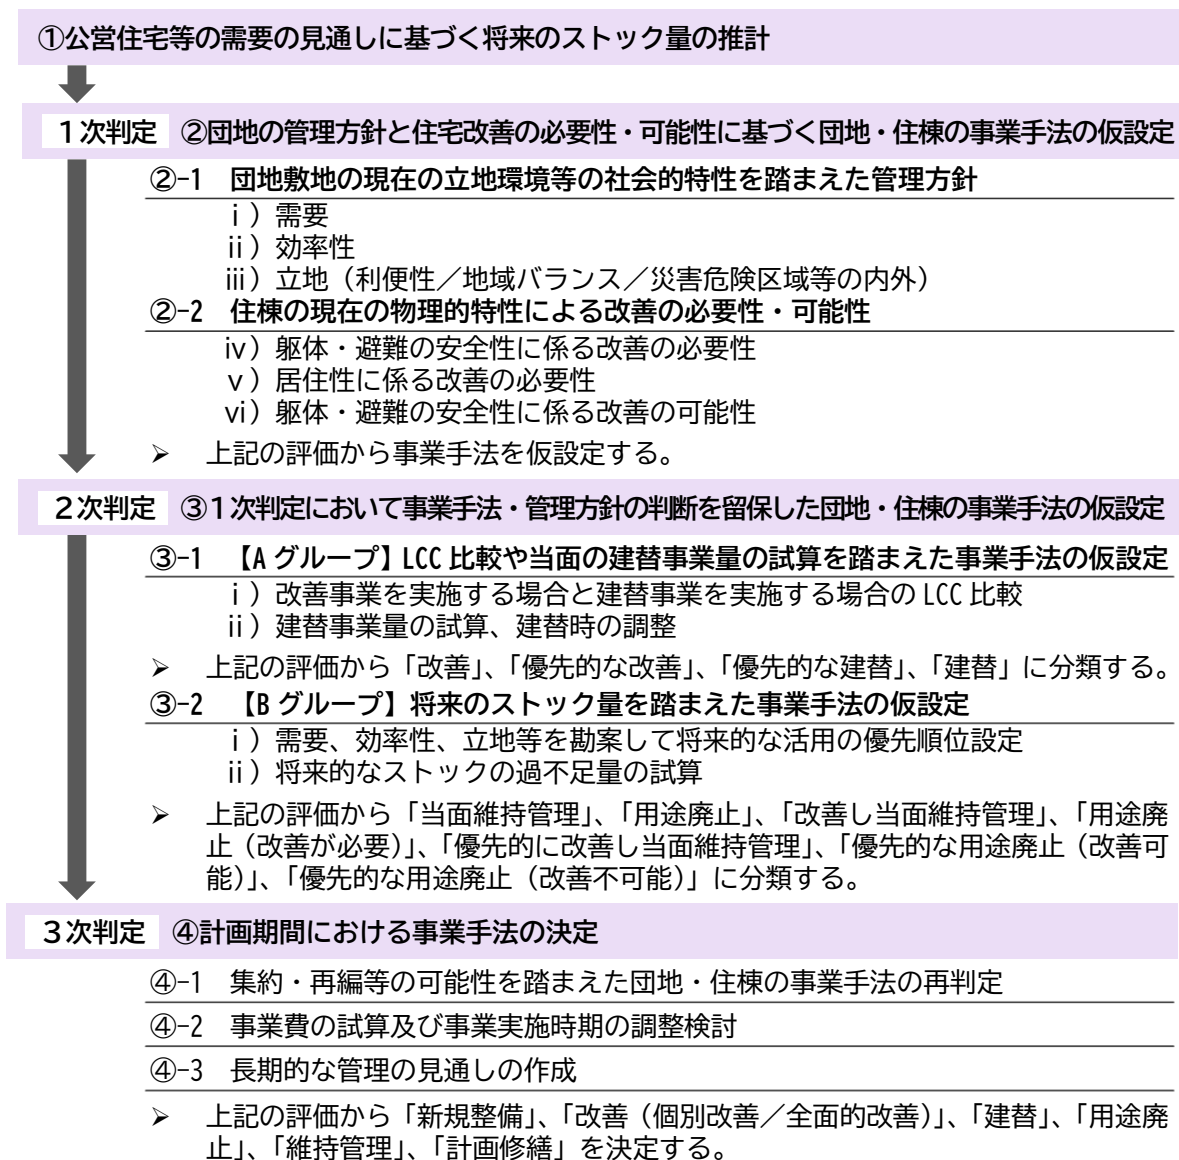 ①公営住宅等の需要の見通しに基づく将来のストック量の推計
１次判定 ②団地の管理方針と住宅改善の必要性・可能性に基づく団地・住棟の事業手法の仮設定
②-1 団地敷地の現在の立地環境等の社会的特性を踏まえた管理方針
ⅰ）需要
ⅱ）効率性
ⅲ）立地（利便性／地域バランス／災害危険区域等の内外）
②-2 住棟の現在の物理的特性による改善の必要性・可能性
ⅳ）躯体・避難の安全性に係る改善の必要性
ⅴ）居住性に係る改善の必要性
ⅵ）躯体・避難の安全性に係る改善の可能性
➢ 上記の評価から事業手法を仮設定する。
２次判定 ③１次判定において事業手法・管理方針の判断を留保した団地・住棟の事業手法の仮設定
③-1 【A グループ】LCC 比較や当面の建替事業量の試算を踏まえた事業手法の仮設定
ⅰ）改善事業を実施する場合と建替事業を実施する場合の LCC 比較
ⅱ）建替事業量の試算、建替時の調整
➢ 上記の評価から「改善」、「優先的な改善」、「優先的な建替」、「建替」に分類する。
③-2 【B グループ】将来のストック量を踏まえた事業手法の仮設定
ⅰ）需要、効率性、立地等を勘案して将来的な活用の優先順位設定
ⅱ）将来的なストックの過不足量の試算
➢ 上記の評価から「当面維持管理」、「用途廃止」、「改善し当面維持管理」、「用途廃
止（改善が必要）」、「優先的に改善し当面維持管理」、「優先的な用途廃止（改善可
能）」、「優先的な用途廃止（改善不可能）」に分類する。
３次判定 ④計画期間における事業手法の決定
④-1 集約・再編等の可能性を踏まえた団地・住棟の事業手法の再判定
④-2 事業費の試算及び事業実施時期の調整検討
④-3 長期的な管理の見通しの作成
➢ 上記の評価から「新規整備」、「改善（個別改善／全面的改善）」、「建替」、「用途廃
止」、「維持管理」、「計画修繕」を決定する。